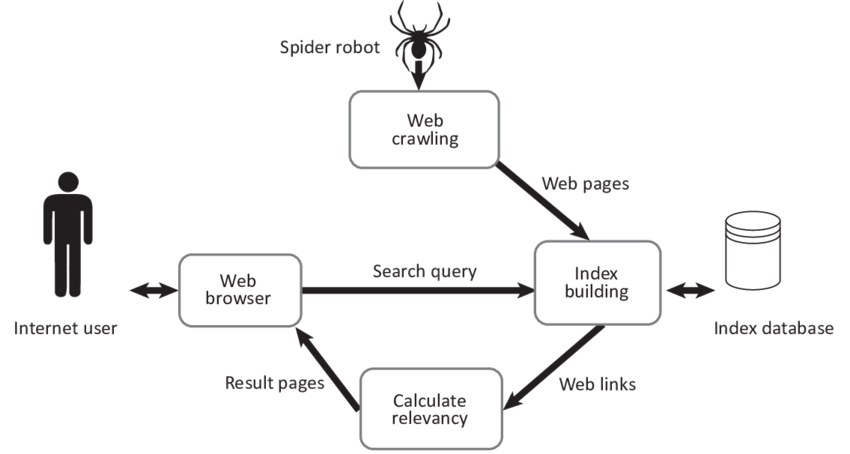 Spider robot
Web
crawling
Web pages
Web
browser
Search query
Index
building
Internet user
Index database
Result pages
Calculate
relevancy
Web links